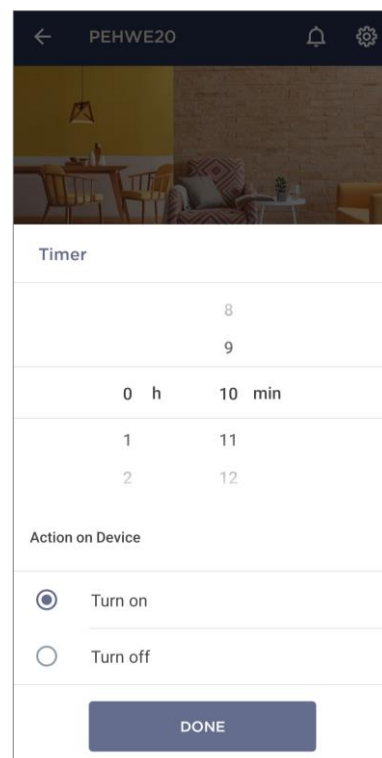 PEHWE20
Timer
8
9
0 h 10 min
1 11
2 12
Action on Device
Turn on
Turn off
DONE